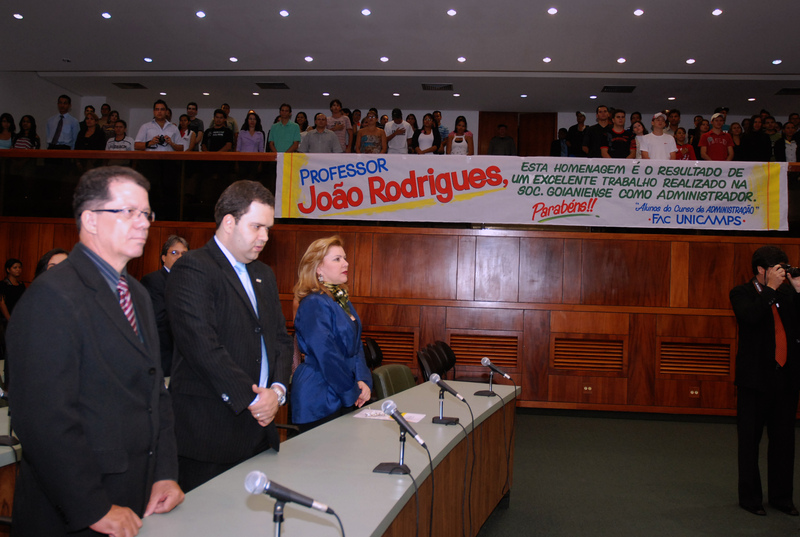 PROFESSOR
João Rodrigues,
ESTA HOMENAGEM É O RESULTADO DE
UM EXCELENTE TRABALHO REALIZADO NA
SOC. GOIANIENSE COMO ADMINISTRADOR.
Parabéns!!
"Alunos do Curso de ADMINISTRAÇÃO"
· FAC UNICAMPS ·